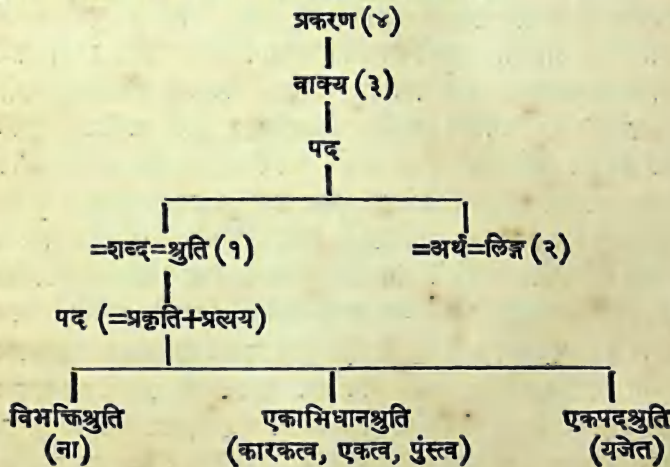 प्रकरण (४)
वाक्य (३)
पद
=शब्द=श्रुति (१) =अर्थ=लिङ्ग (२)
पद (=प्रकृति+प्रत्यय)
विभक्तिश्रुति एकाभिधानश्रुति एकपदश्रुति
(ना) (कारकत्व, एकत्व, पुंस्त्व) (यजेत)